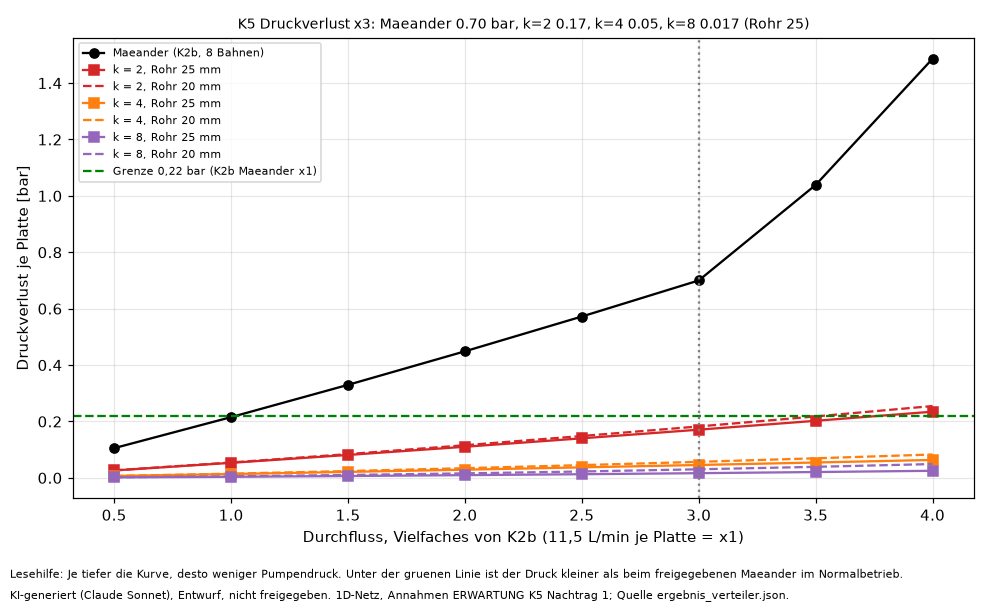 K5 Druckverlust x3: Maeander 0.70 bar, k=2 0.17, k=4 0.05, k=8 0.017 (Rohr 25)
Maeander (K2b, 8 Bahnen)
k = 2, Rohr 25 mm
k = 2, Rohr 20 mm
k = 4, Rohr 25 mm
k = 4, Rohr 20 mm
k = 8, Rohr 25 mm
k = 8, Rohr 20 mm
Grenze 0,22 bar (K2b Maeander x1)
Druckverlust je Platte [bar]
1.4
1.2
1.0
0.8
0.6
0.4
0.2
0.0
0.5 1.0 1.5 2.0 2.5 3.0 3.5 4.0
Durchfluss, Vielfaches von K2b (11,5 L/min je Platte = x1)
Lesehilfe: Je tiefer die Kurve, desto weniger Pumpendruck. Unter der gruenen Linie ist der Druck kleiner als beim freigegebenen Maeander im Normalbetrieb.
KI-generiert (Claude Sonnet), Entwurf, nicht freigegeben. 1D-Netz, Annahmen ERWARTUNG K5 Nachtrag 1; Quelle ergebnis_verteiler.json.